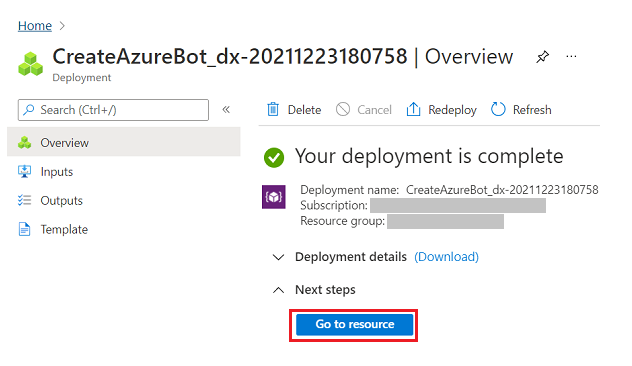 Home >
CreateAzureBot_dx-20211223180758 | Overview ...
Deployment
Search (Ctrl+/) «
Delete Cancel Redeploy Refresh
Overview
Inputs
Outputs
Template
Your deployment is complete
Deployment name: CreateAzureBot_dx-20211223180758
Subscription:
Resource group:
Deployment details (Download)
Next steps
Go to resource